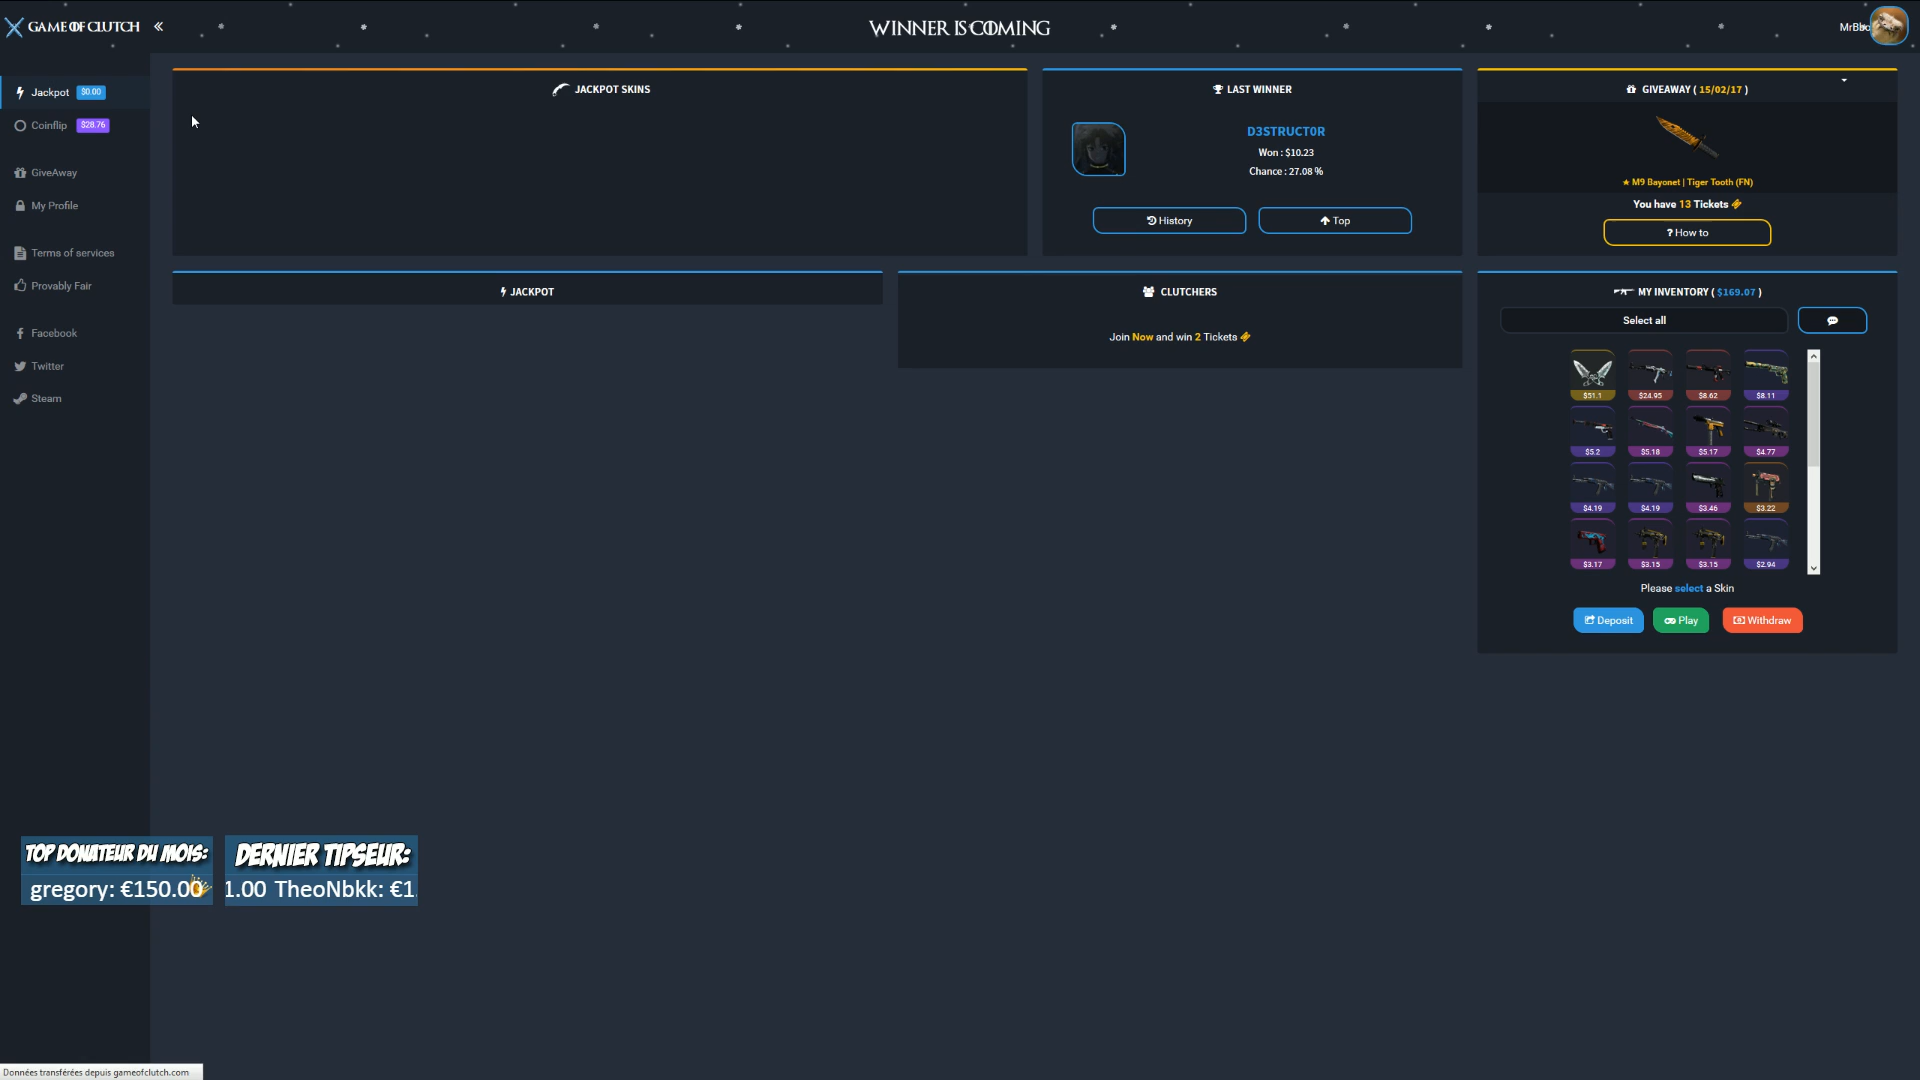 GAME OF CLUTCH
WINNER IS COMING
Jackpot $0.00
Coinflip $28.76
GiveAway
My Profile
Terms of services
Provably Fair
Facebook
Twitter
Steam
JACKPOT SKINS
LAST WINNER
D3STRUCT0R
Won : $10.23
Chance : 27.08 %
History
Top
GIVEAWAY ( 15/02/17 )
★ M9 Bayonet | Tiger Tooth (FN)
You have 13 Tickets
? How to
JACKPOT
CLUTCHERS
Join Now and win 2 Tickets
MY INVENTORY ( $169.07 )
Select all
$51.1 $24.95 $8.62 $8.11
$5.2 $5.18 $5.17 $4.77
$4.19 $4.19 $3.46 $3.22
$3.17 $3.15 $3.15 $2.94
Please select a Skin
Deposit Play Withdraw
TOP DONATEUR DU MOIS:
gregory: €150.00
DERNIER TIPSEUR:
1.00 TheoNbkk: €1.
Données transférées depuis gameofclutch.com